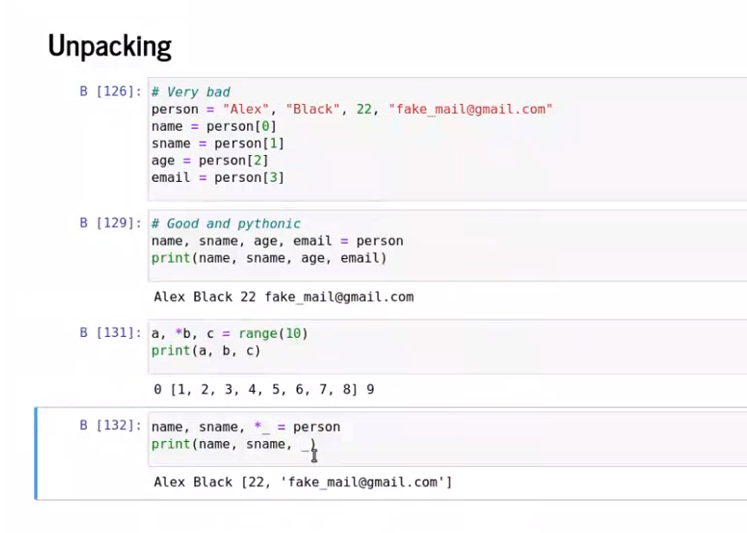 Unpacking
B [126]: # Very bad
person = "Alex", "Black", 22, "fake_mail@gmail.com"
name = person[0]
sname = person[1]
age = person[2]
email = person[3]
B [129]: # Good and pythonic
name, sname, age, email = person
print(name, sname, age, email)
Alex Black 22 fake_mail@gmail.com
B [131]: a, *b, c = range(10)
print(a, b, c)
0 [1, 2, 3, 4, 5, 6, 7, 8] 9
B [132]: name, sname, *_ = person
print(name, sname, _)
Alex Black [22, 'fake_mail@gmail.com']